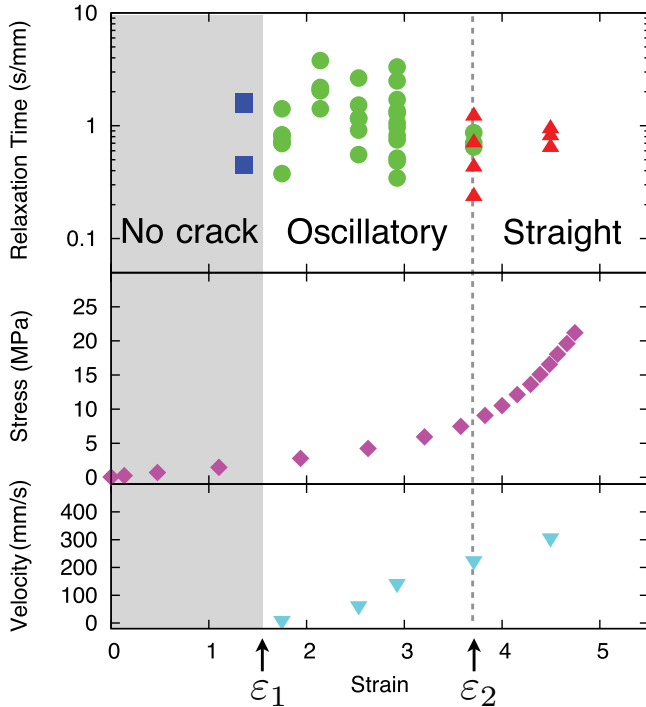 Relaxation Time (s/mm)
10
1
0.1
No crack
Oscillatory
Straight
Stress (MPa)
25
20
15
10
5
0
Velocity (mm/s)
400
300
200
100
0
0 1 2 3 4 5
ε1 Strain ε2